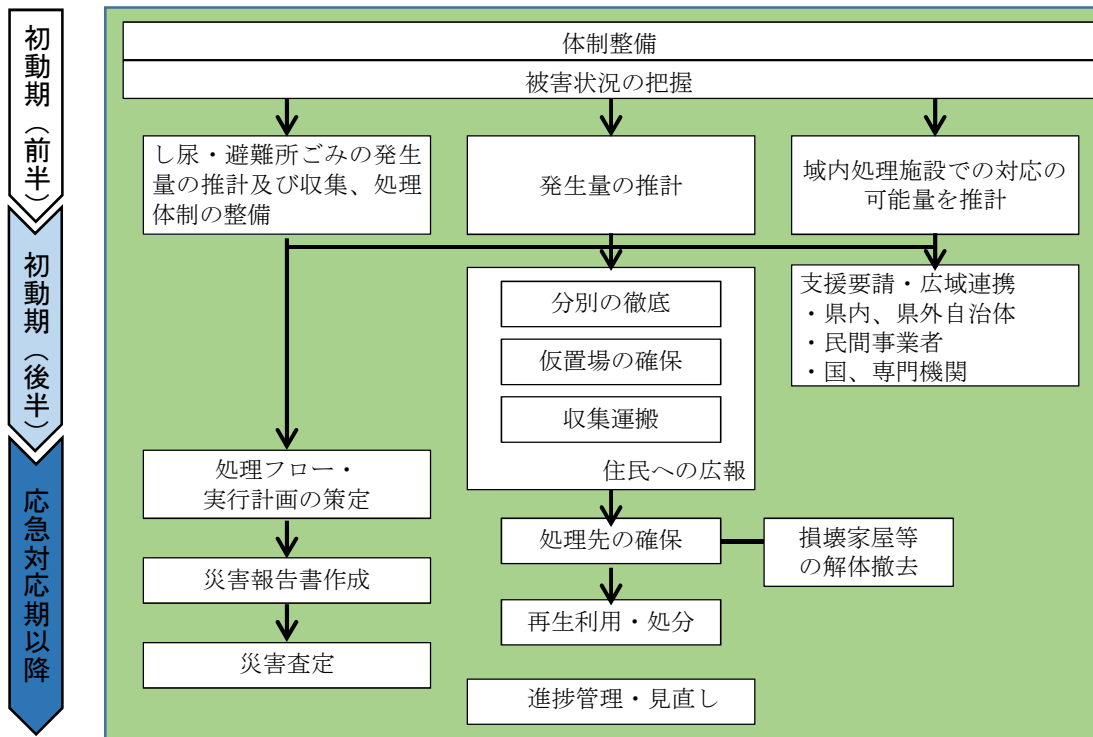 初動期（前半）
初動期（後半）
応急対応期以降
体制整備
被害状況の把握
し尿・避難所ごみの発生
量の推計及び収集、処理
体制の整備
発生量の推計
域内処理施設での対応の
可能量を推計
分別の徹底
仮置場の確保
収集運搬
住民への広報
支援要請・広域連携
・県内、県外自治体
・民間事業者
・国、専門機関
処理フロー・
実行計画の策定
災害報告書作成
災害査定
処理先の確保
損壊家屋等
の解体撤去
再生利用・処分
進捗管理・見直し